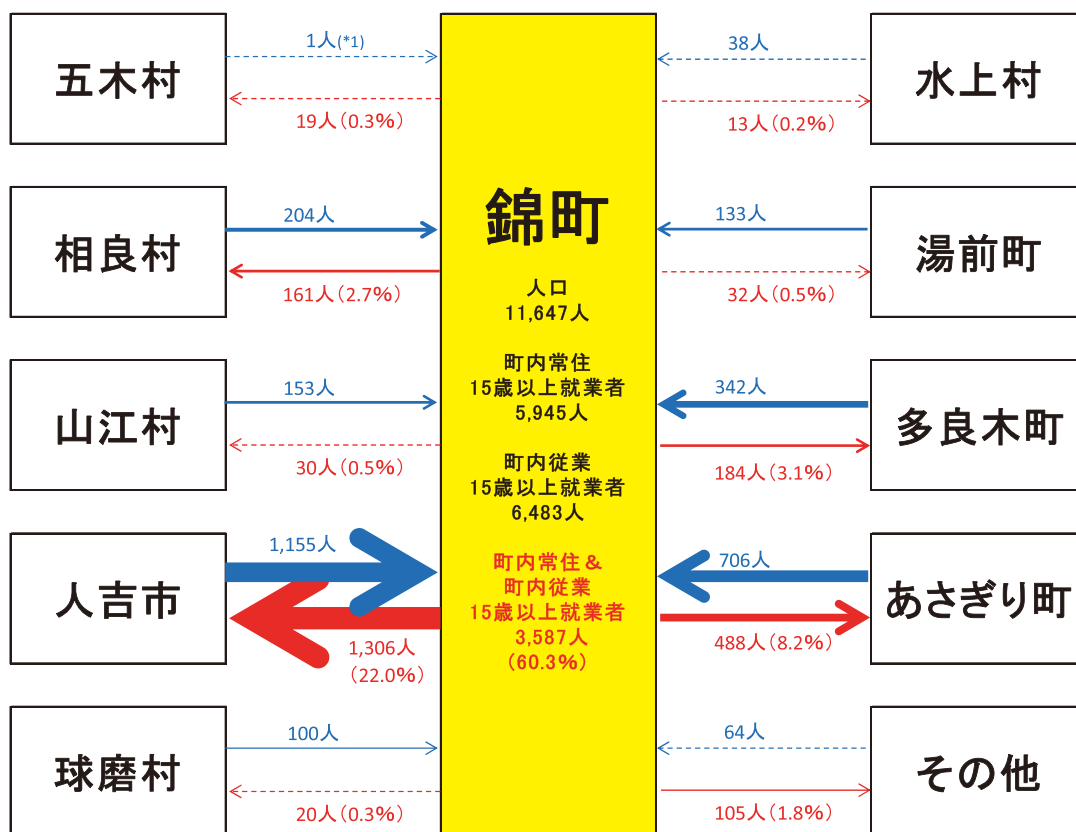 五木村
1人(*1)
19人(0.3%)
相良村
204人
161人(2.7%)
山江村
153人
30人(0.5%)
人吉市
1,155人
1,306人
(22.0%)
球磨村
100人
20人(0.3%)
錦町
人口
11,647人
町内常住
15歳以上就業者
5,945人
町内従業
15歳以上就業者
6,483人
町内常住&
町内従業
15歳以上就業者
3,587人
(60.3%)
38人
13人(0.2%)
水上村
133人
32人(0.5%)
湯前町
342人
184人(3.1%)
多良木町
706人
488人(8.2%)
あさぎり町
64人
105人(1.8%)
その他